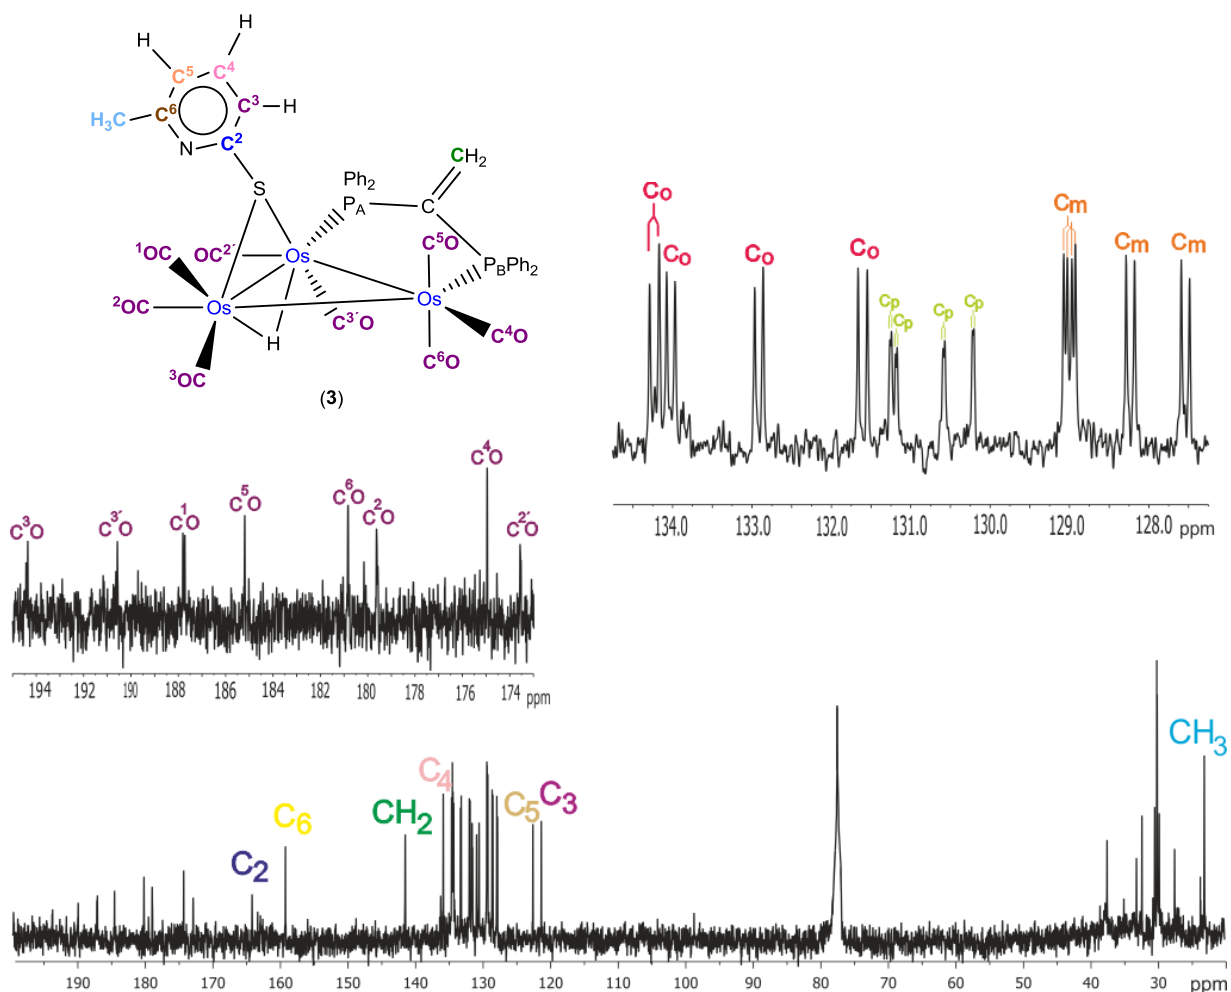 H
H
C⁵
C⁴
C³
H
H₃C
C⁶
N
C²
CH₂
S
Ph₂
P_A
C
C⁵O
P_BPh₂
¹OC
OC²´
Os
²OC
Os
Os
C³´O
C⁴O
H
C⁶O
³OC
(3)
Co
Co
Co
Co
Cp
Cp
Cp
Cp
Cm
Cm
Cm
134.0 133.0 132.0 131.0 130.0 129.0 128.0 ppm
C³O
C³´O
C¹O
C⁵O
C⁶O
C²O
C⁴O
C²´O
194 192 190 188 186 184 182 180 178 176 174 ppm
C₂
C₆
CH₂
C₄
C₅
C₃
CH₃
190 180 170 160 150 140 130 120 110 100 90 80 70 60 50 40 30 ppm